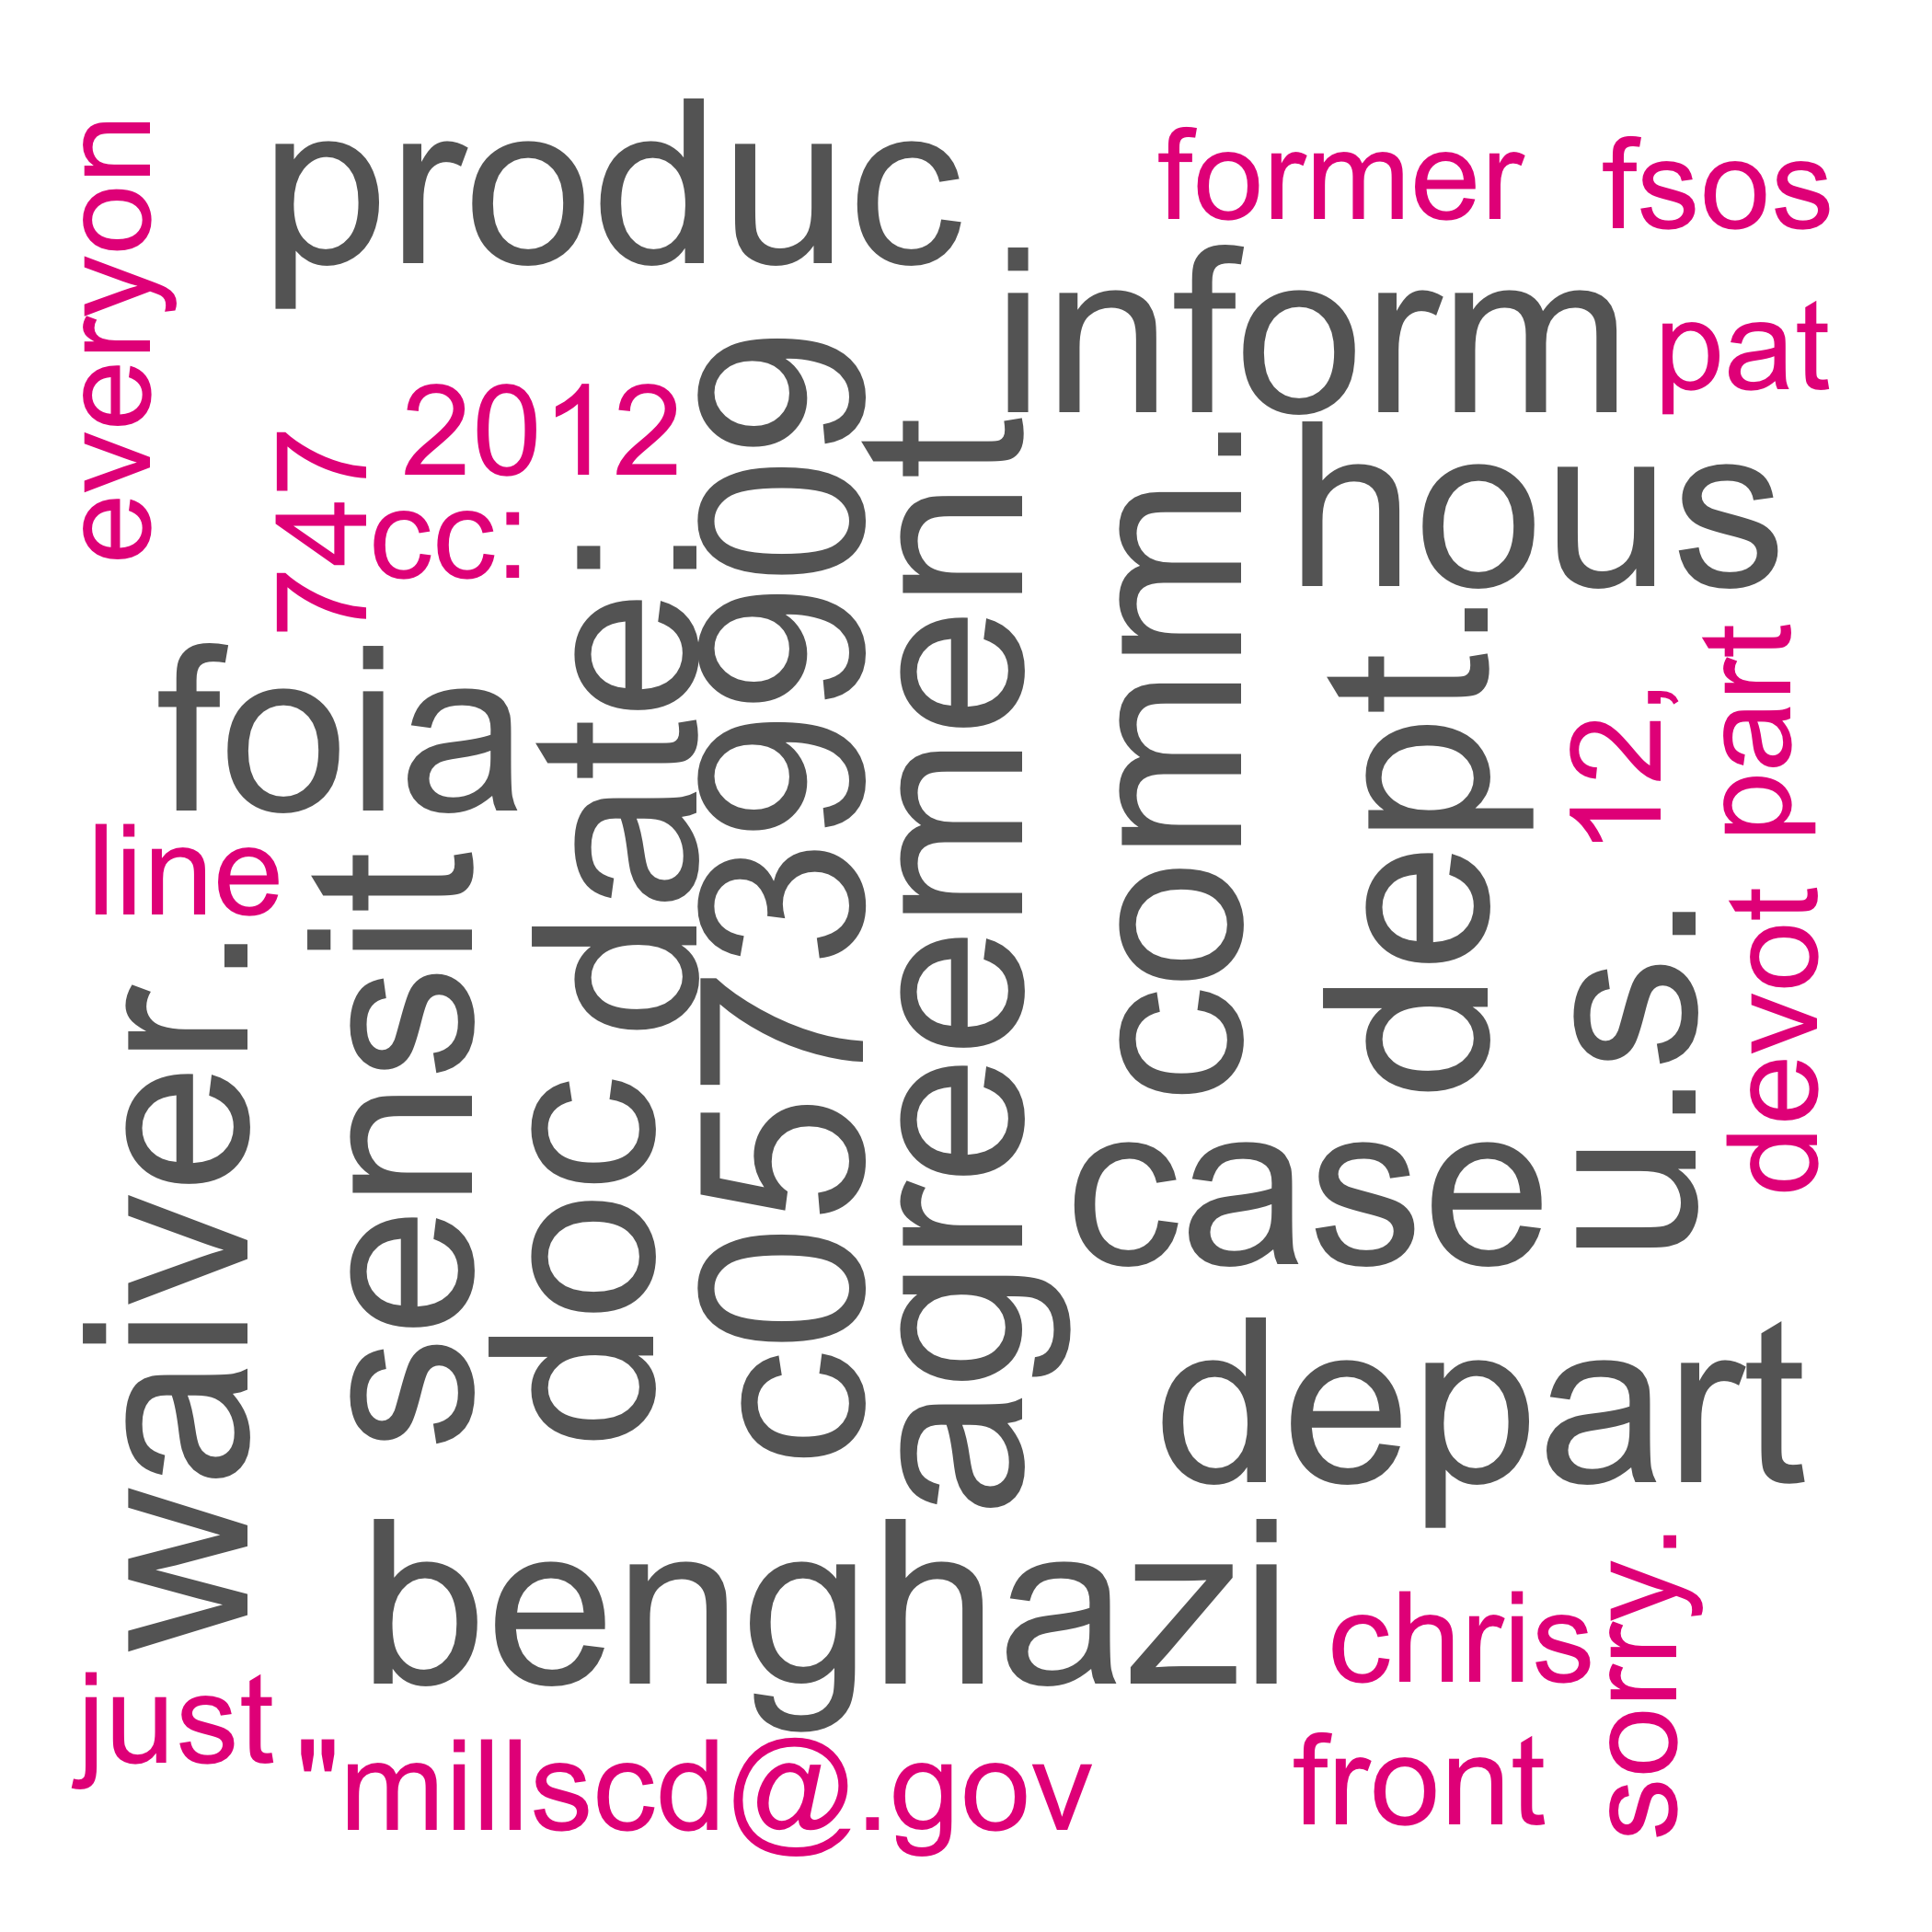 produc
former
fsos
everyon
inform
pat
2012
747
cc:
hous
foia
date:
c05739909
agreement
comm.
dept.
12,
part
line
waiver.
sensit
doc
case
u.s.
devot
depart
benghazi
chris
sorry.
just
"millscd@.gov
front